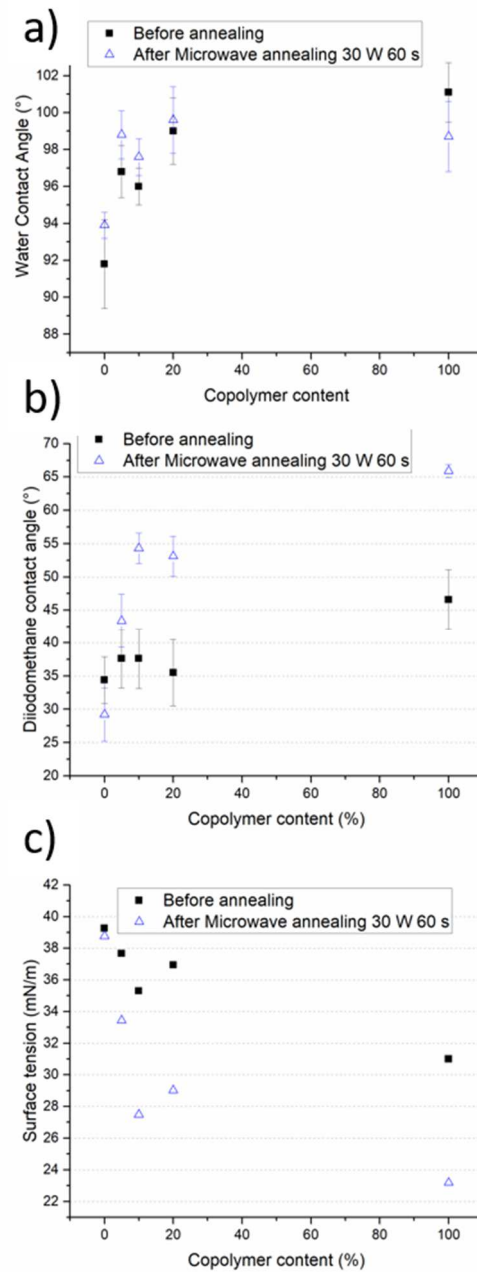 a)
Before annealing
After Microwave annealing 30 W 60 s
102
100
98
96
94
92
90
88
Water Contact Angle (°)
0 20 40 60 80 100
Copolymer content
b)
Before annealing
After Microwave annealing 30 W 60 s
70
65
60
55
50
45
40
35
30
25
20
Diiodomethane contact angle (°)
0 20 40 60 80 100
Copolymer content (%)
c)
Before annealing
After Microwave annealing 30 W 60 s
42
40
38
36
34
32
30
28
26
24
22
Surface tension (mN/m)
0 20 40 60 80 100
Copolymer content (%)